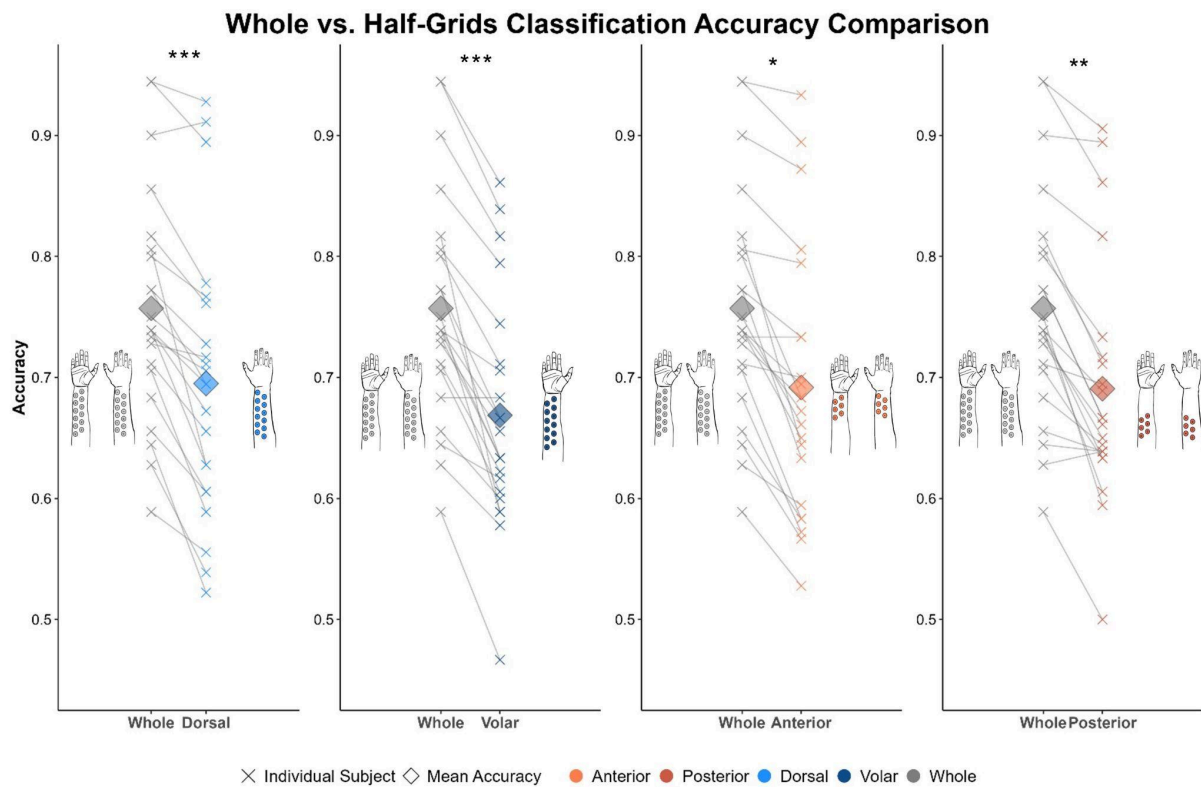 Whole vs. Half-Grids Classification Accuracy Comparison
*** *** * **
Accuracy
0.9 0.9 0.9 0.9
0.8 0.8 0.8 0.8
0.7 0.7 0.7 0.7
0.6 0.6 0.6 0.6
0.5 0.5 0.5 0.5
Whole Dorsal Whole Volar Whole Anterior Whole Posterior
Individual Subject Mean Accuracy Anterior Posterior Dorsal Volar Whole